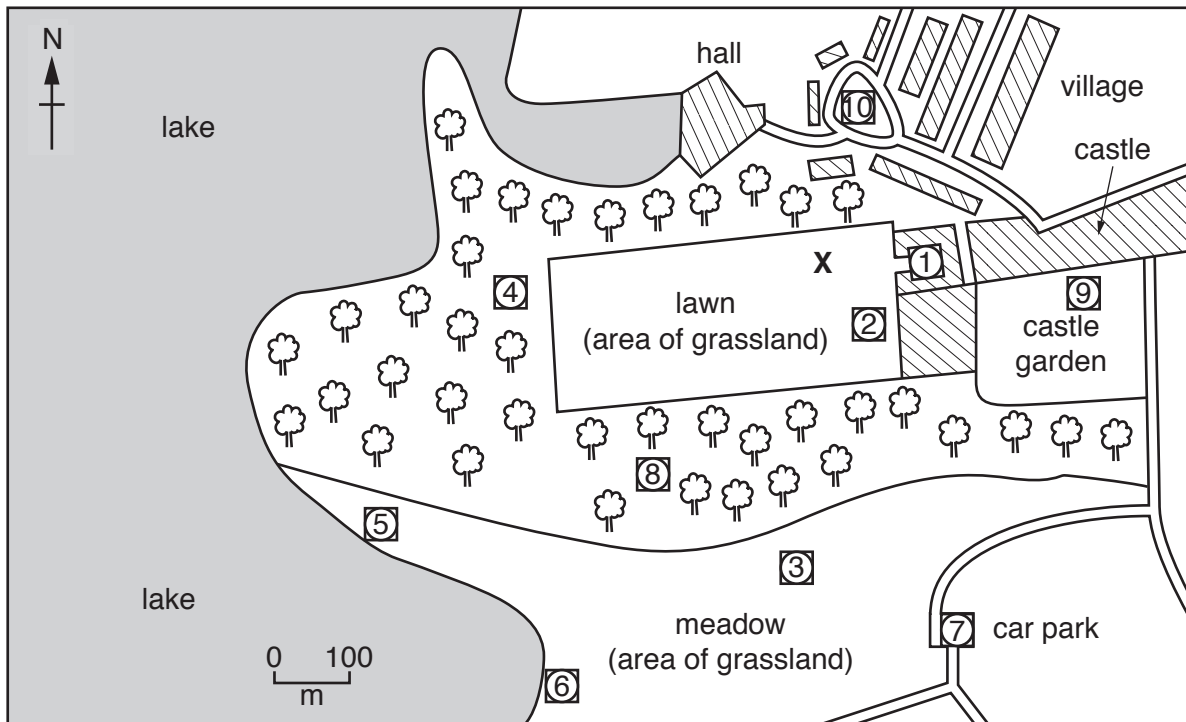 N
hall
lake
10
village
castle
X
1
4
9
lawn
(area of grassland)
2
castle
garden
8
5
3
lake
meadow
(area of grassland)
7
car park
0 100
m
6